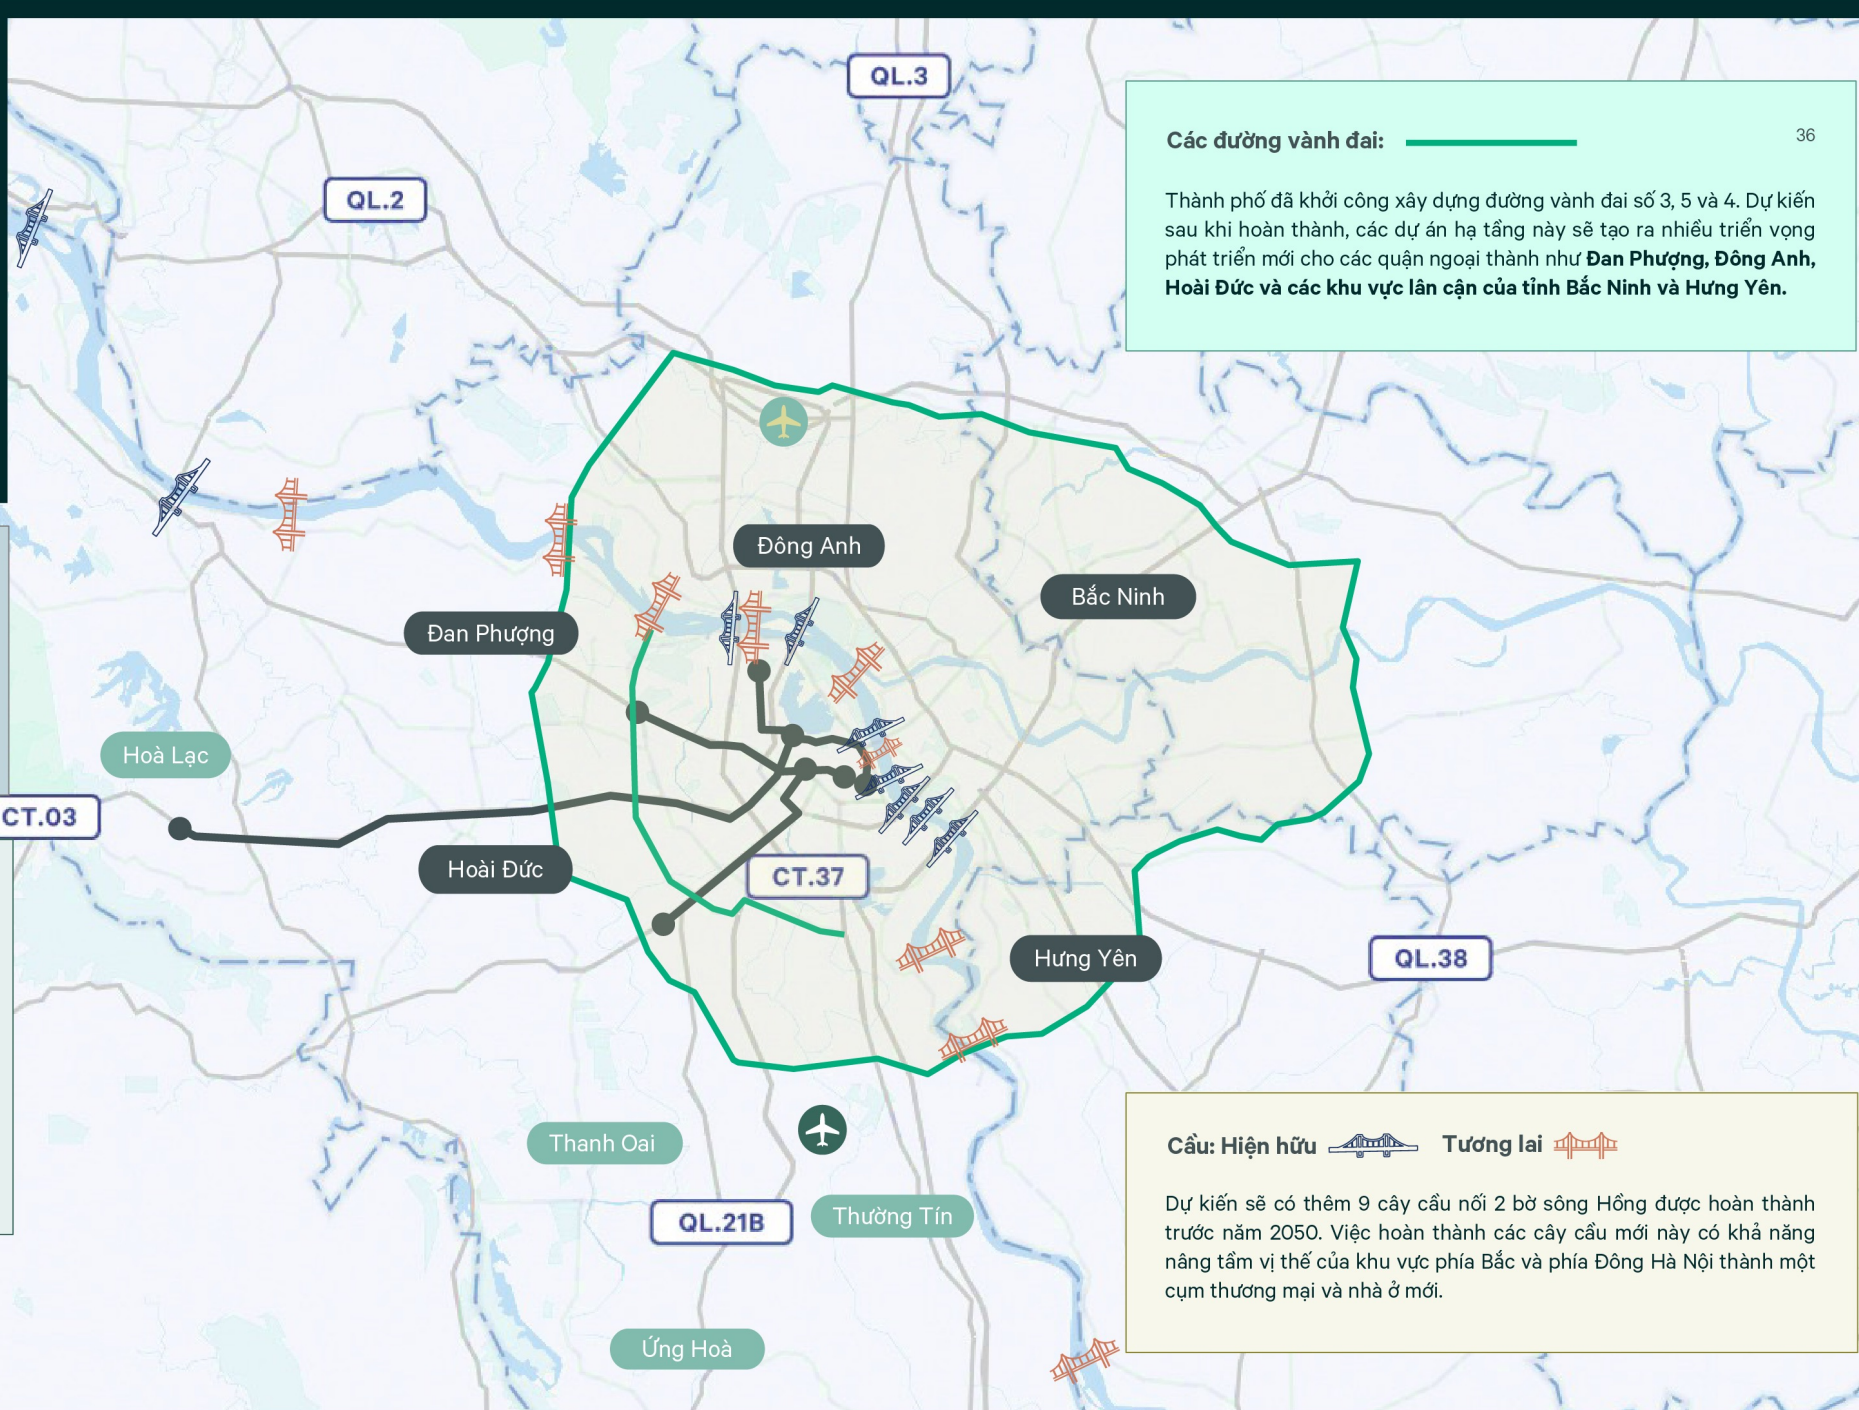 QL.3
Các đường vành đai:
36
QL.2
Thành phố đã khởi công xây dựng đường vành đai số 3, 5 và 4. Dự kiến
sau khi hoàn thành, các dự án hạ tầng này sẽ tạo ra nhiều triển vọng
phát triển mới cho các quận ngoại thành như Đan Phượng, Đông Anh,
Hoài Đức và các khu vực lân cận của tỉnh Bắc Ninh và Hưng Yên.
Đông Anh
Bắc Ninh
Đan Phượng
Hoà Lạc
CT.03
Hoài Đức
CT.37
Hưng Yên
QL.38
Thanh Oai
QL.21B
Thường Tín
Ứng Hoà
Cầu: Hiện hữu
Tương lai
Dự kiến sẽ có thêm 9 cây cầu nối 2 bờ sông Hồng được hoàn thành
trước năm 2050. Việc hoàn thành các cây cầu mới này có khả năng
nâng tầm vị thế của khu vực phía Bắc và phía Đông Hà Nội thành một
cụm thương mại và nhà ở mới.